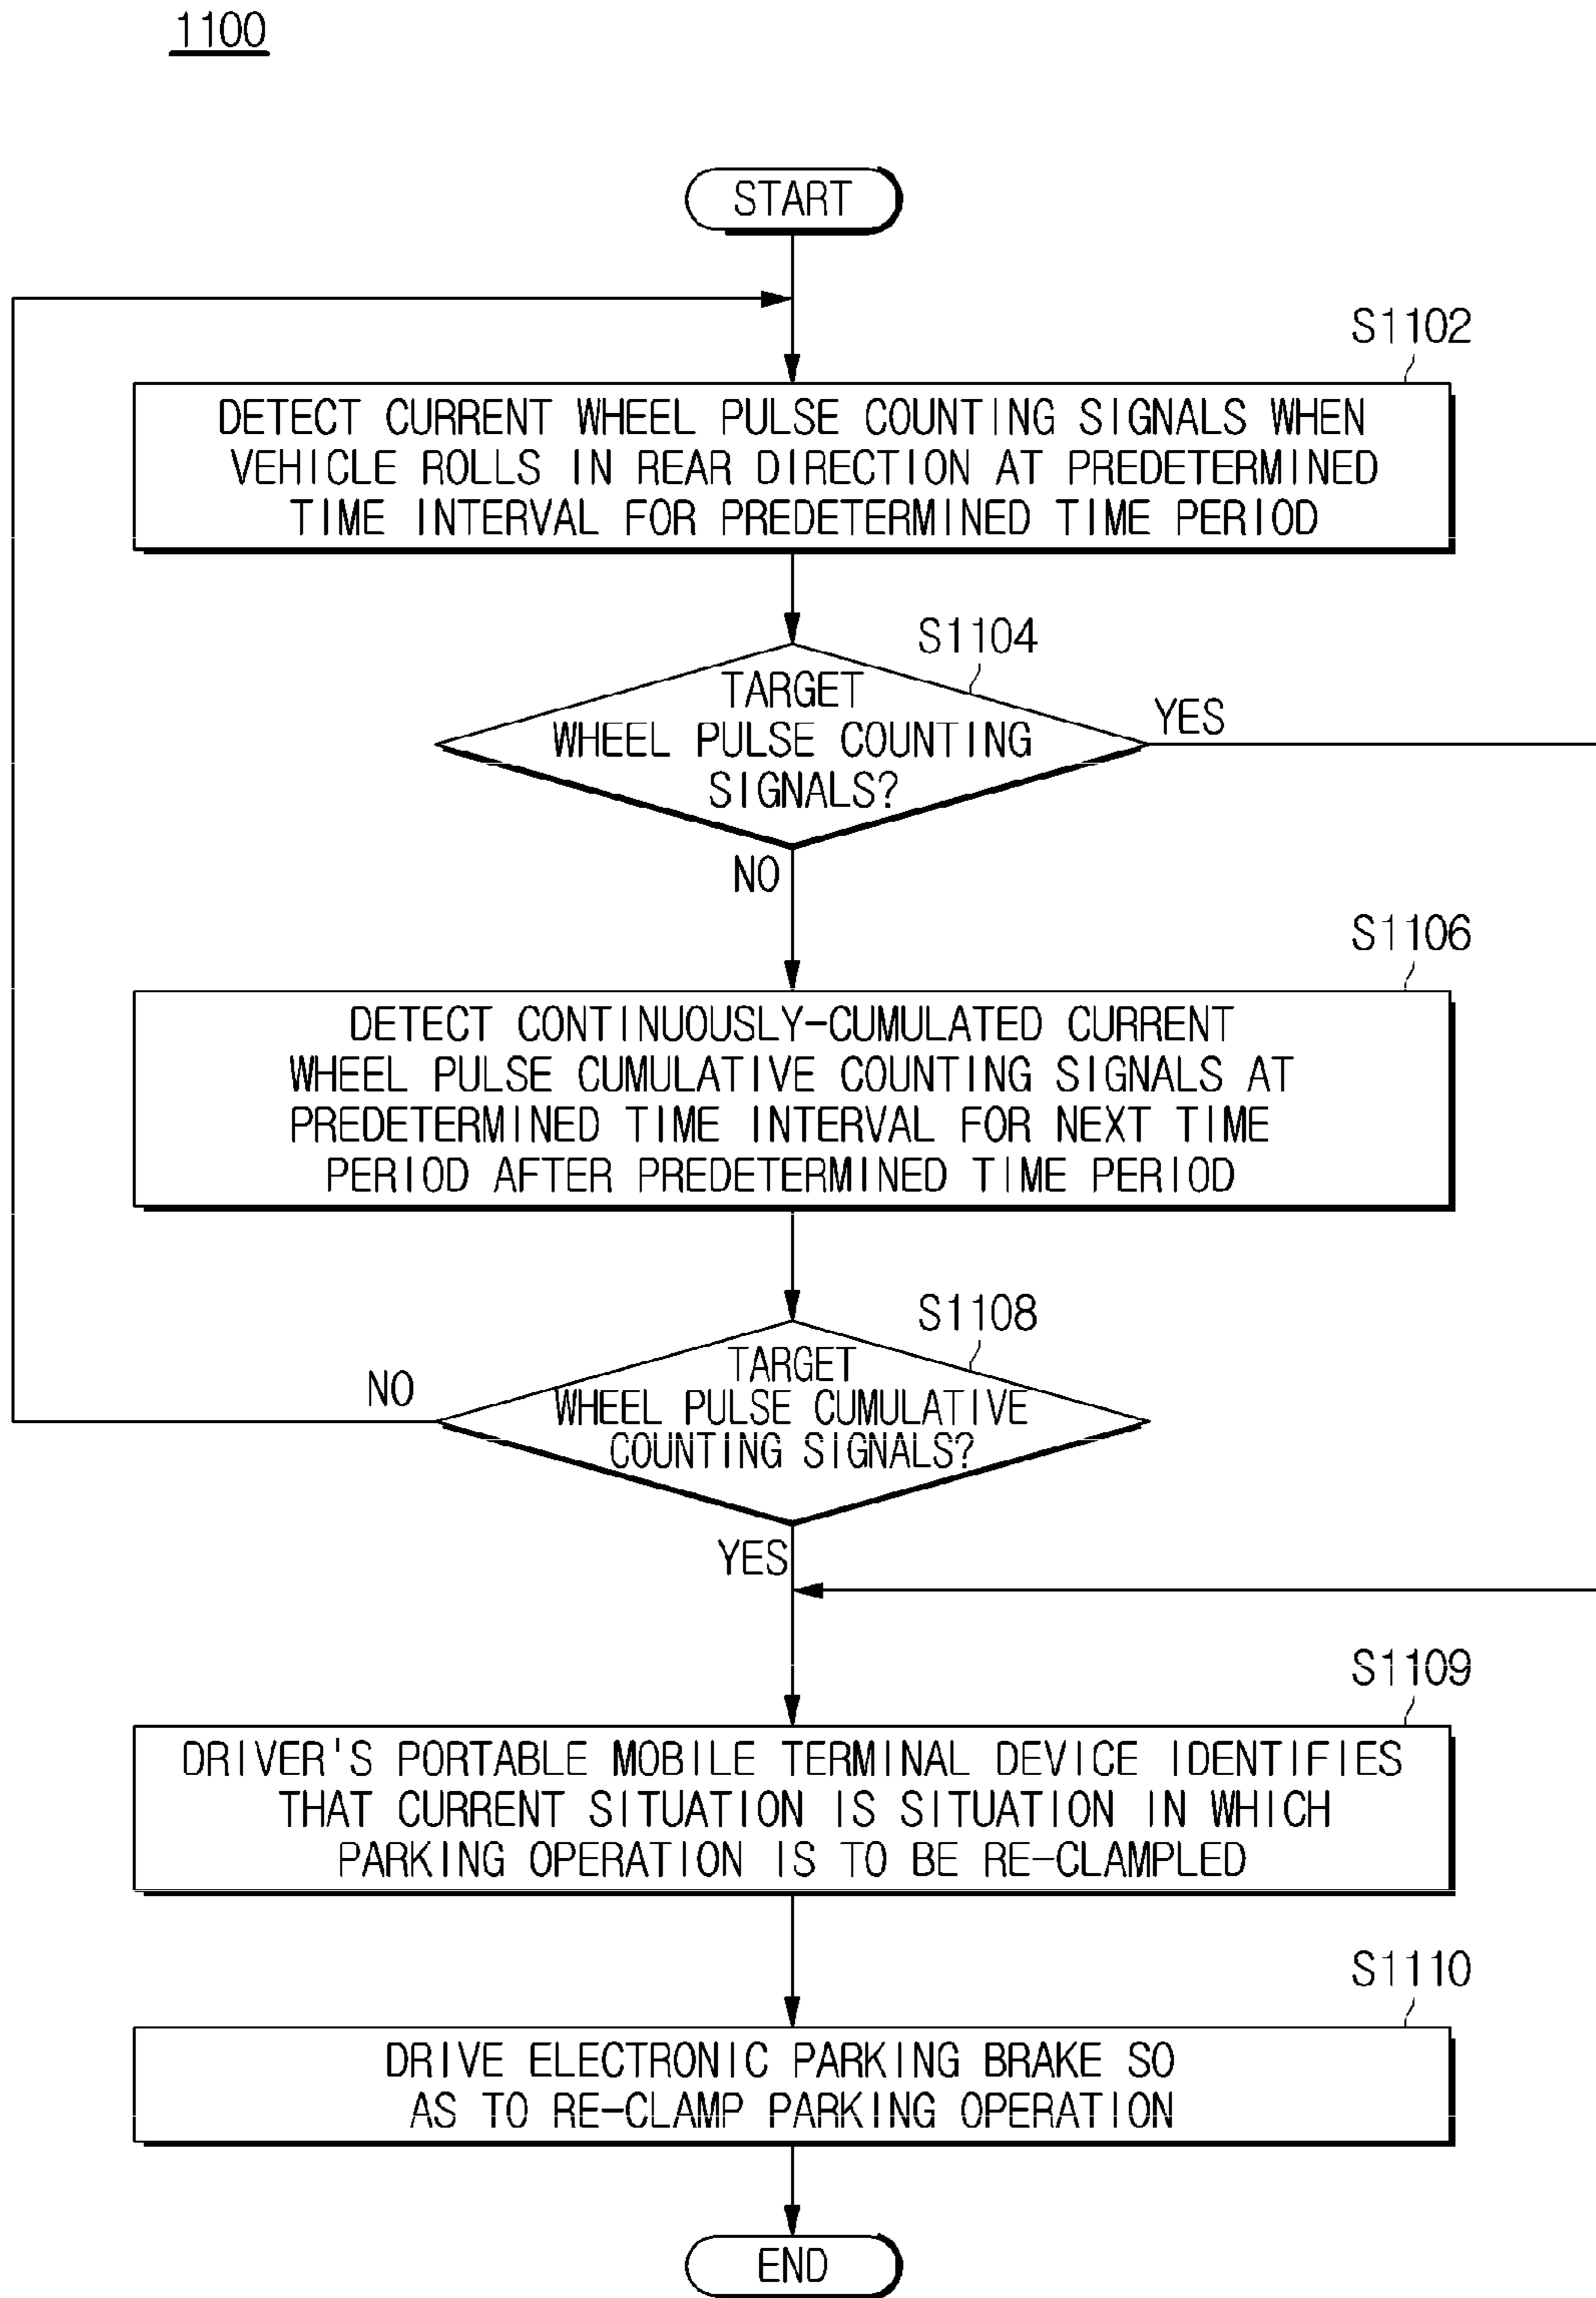 1100
START
S1102
DETECT CURRENT WHEEL PULSE COUNTING SIGNALS WHEN
VEHICLE ROLLS IN REAR DIRECTION AT PREDETERMINED
TIME INTERVAL FOR PREDETERMINED TIME PERIOD
S1104
TARGET
WHEEL PULSE COUNTING
SIGNALS?
YES
NO
S1106
DETECT CONTINUOUSLY-CUMULATED CURRENT
WHEEL PULSE CUMULATIVE COUNTING SIGNALS AT
PREDETERMINED TIME INTERVAL FOR NEXT TIME
PERIOD AFTER PREDETERMINED TIME PERIOD
S1108
TARGET
WHEEL PULSE CUMULATIVE
COUNTING SIGNALS?
NO
YES
S1109
DRIVER'S PORTABLE MOBILE TERMINAL DEVICE IDENTIFIES
THAT CURRENT SITUATION IS SITUATION IN WHICH
PARKING OPERATION IS TO BE RE-CLAMPLED
S1110
DRIVE ELECTRONIC PARKING BRAKE SO
AS TO RE-CLAMP PARKING OPERATION
END